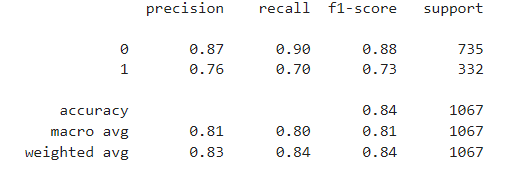 precision recall f1-score support
0 0.87 0.90 0.88 735
1 0.76 0.70 0.73 332
accuracy 0.84 1067
macro avg 0.81 0.80 0.81 1067
weighted avg 0.83 0.84 0.84 1067